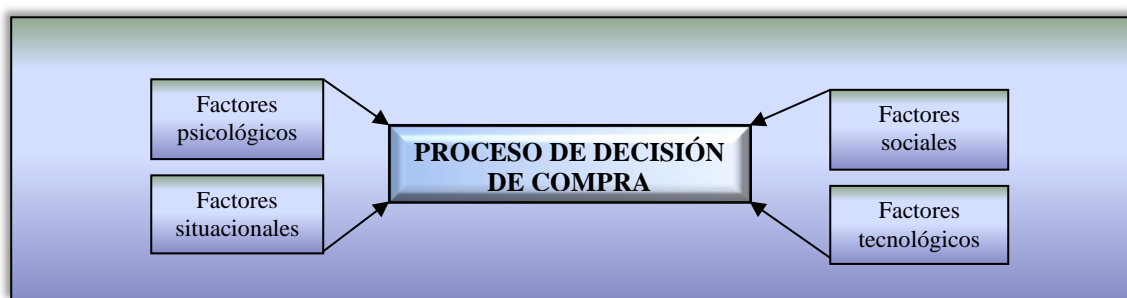 Factores
psicológicos
Factores
situacionales
PROCESO DE DECISIÓN
DE COMPRA
Factores
sociales
Factores
tecnológicos